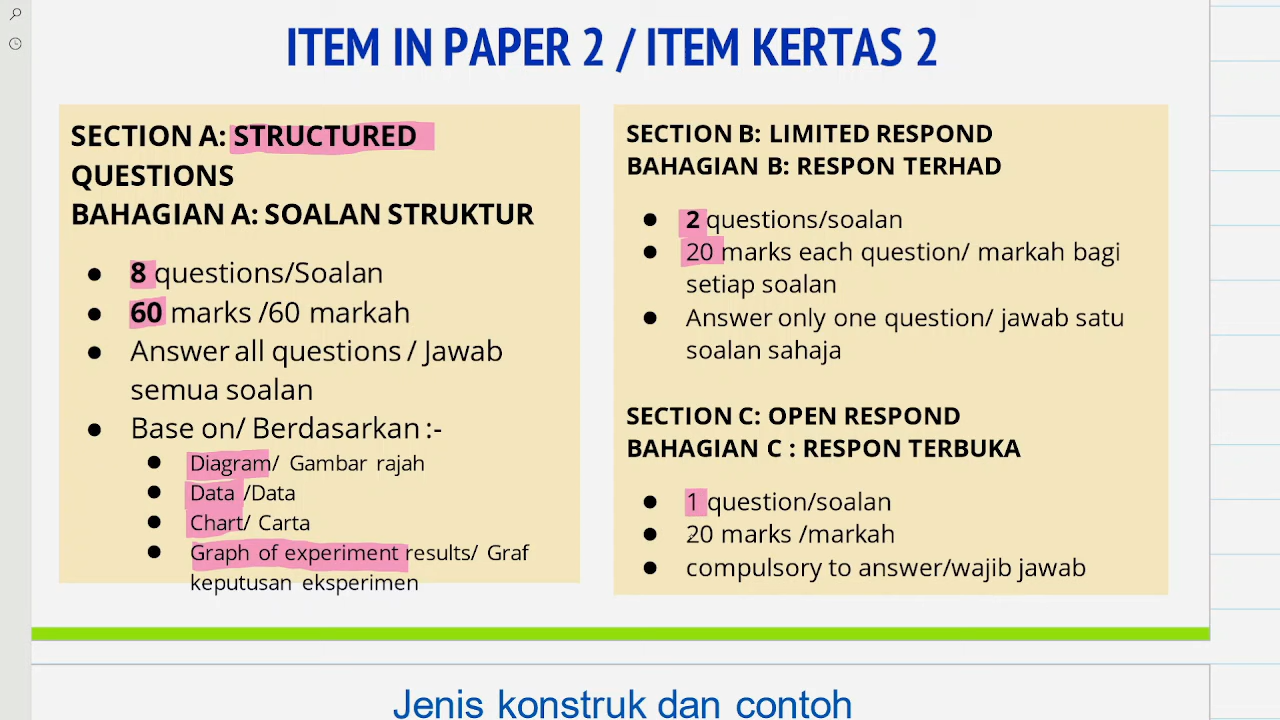 ITEM IN PAPER 2 / ITEM KERTAS 2
SECTION A: STRUCTURED
QUESTIONS
BAHAGIAN A: SOALAN STRUKTUR
● 8 questions/Soalan
● 60 marks /60 markah
● Answer all questions / Jawab
semua soalan
● Base on/ Berdasarkan :-
● Diagram/ Gambar rajah
● Data /Data
● Chart/ Carta
● Graph of experiment results/ Graf
keputusan eksperimen
SECTION B: LIMITED RESPOND
BAHAGIAN B: RESPON TERHAD
● 2 questions/soalan
● 20 marks each question/ markah bagi
setiap soalan
● Answer only one question/ jawab satu
soalan sahaja
SECTION C: OPEN RESPOND
BAHAGIAN C : RESPON TERBUKA
● 1 question/soalan
● 20 marks /markah
● compulsory to answer/wajib jawab
Jenis konstruk dan contoh